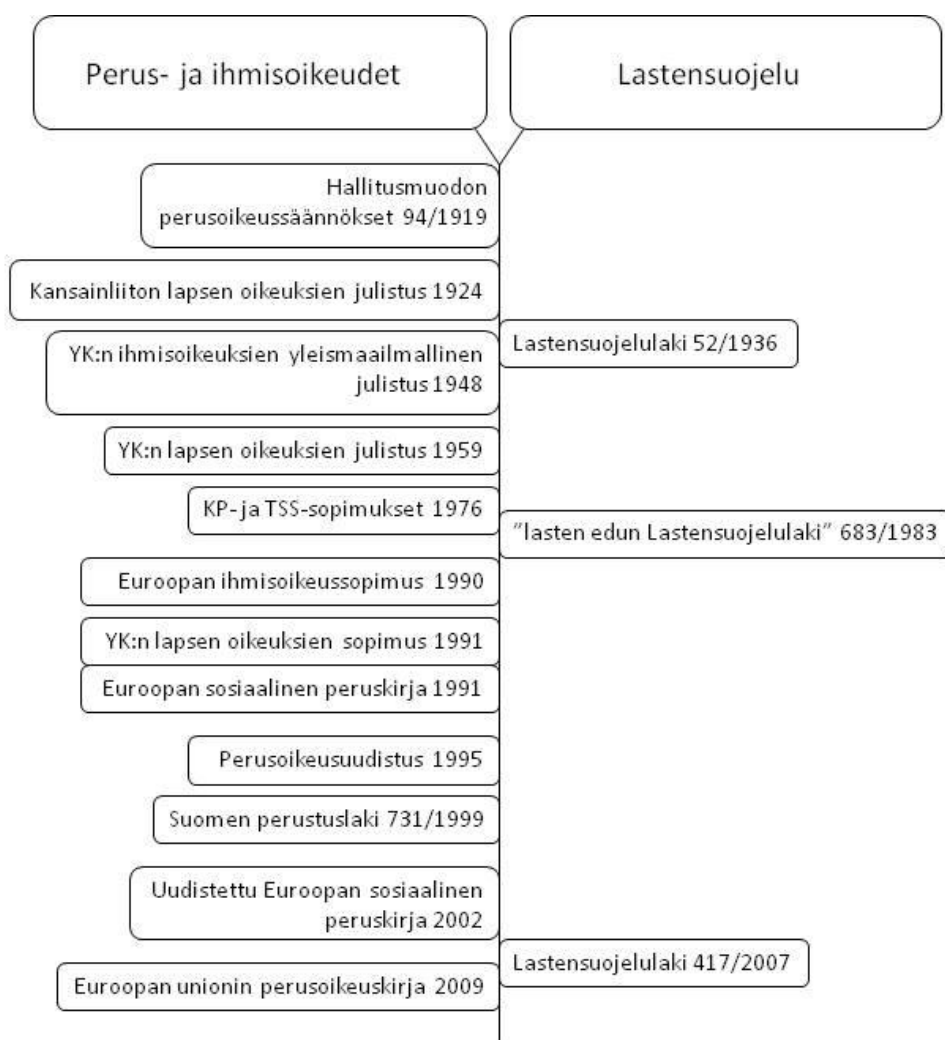 Perus- ja ihmisoikeudet
Lastensuojelu
Hallitusmuodon
perusoikeussäännökset 94/1919
Kansainliiton lapsen oikeuksien julistus 1924
Lastensuojelulaki 52/1936
YK:n ihmisoikeuksien yleismaailmallinen
julistus 1948
YK:n lapsen oikeuksien julistus 1959
KP- ja TSS-sopimukset 1976
"lasten edun Lastensuojelulaki" 683/1983
Euroopan ihmisoikeussopimus 1990
YK:n lapsen oikeuksien sopimus 1991
Euroopan sosiaalinen peruskirja 1991
Perusoikeusuudistus 1995
Suomen perustuslaki 731/1999
Uudistettu Euroopan sosiaalinen
peruskirja 2002
Lastensuojelulaki 417/2007
Euroopan unionin perusoikeuskirja 2009